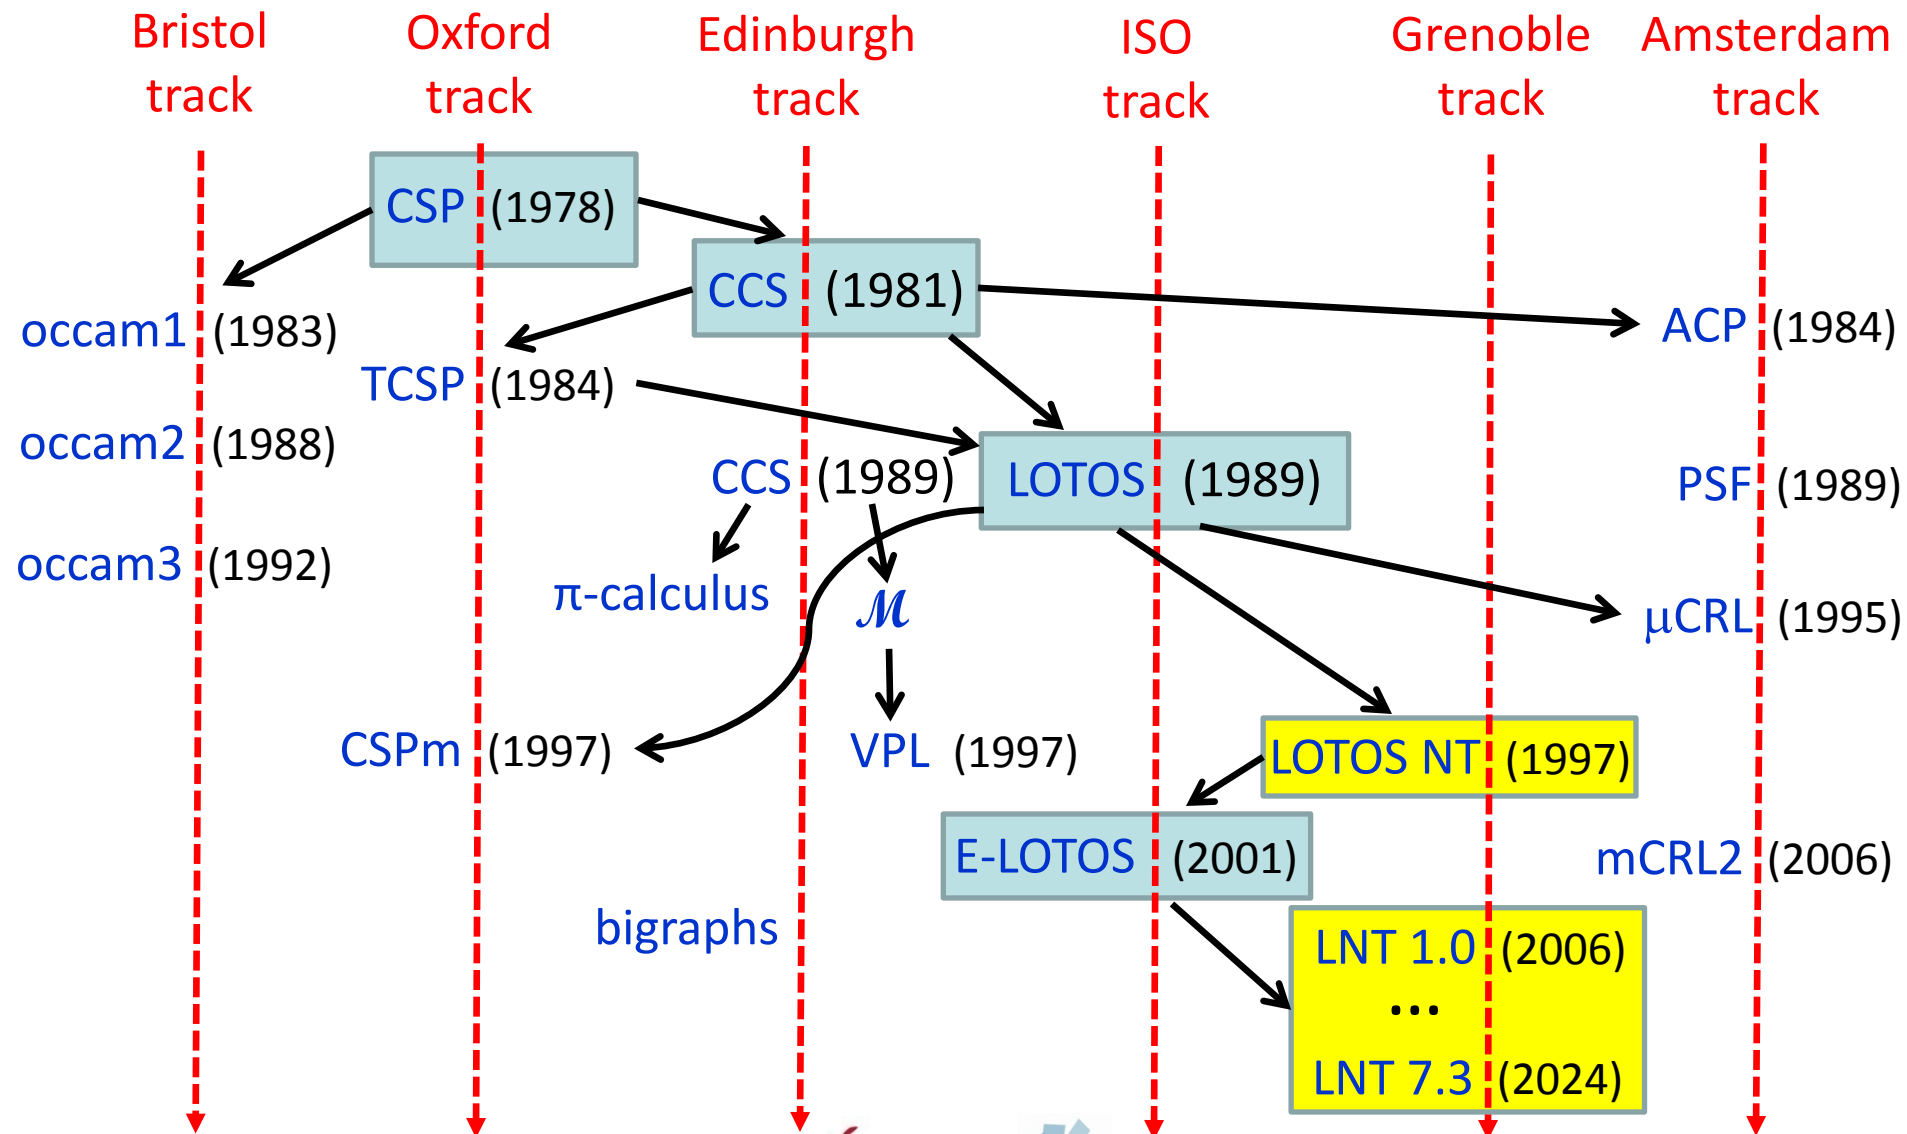 Bristol track
Oxford track
Edinburgh track
ISO track
Grenoble track
Amsterdam track
CSP (1978)
CCS (1981)
occam1 (1983)
ACP (1984)
TCSP (1984)
occam2 (1988)
CCS (1989)
LOTOS (1989)
PSF (1989)
occam3 (1992)
π-calculus
ℳ
μCRL (1995)
CSPm (1997)
VPL (1997)
LOTOS NT (1997)
E-LOTOS (2001)
mCRL2 (2006)
bigraphs
LNT 1.0 (2006)
...
LNT 7.3 (2024)